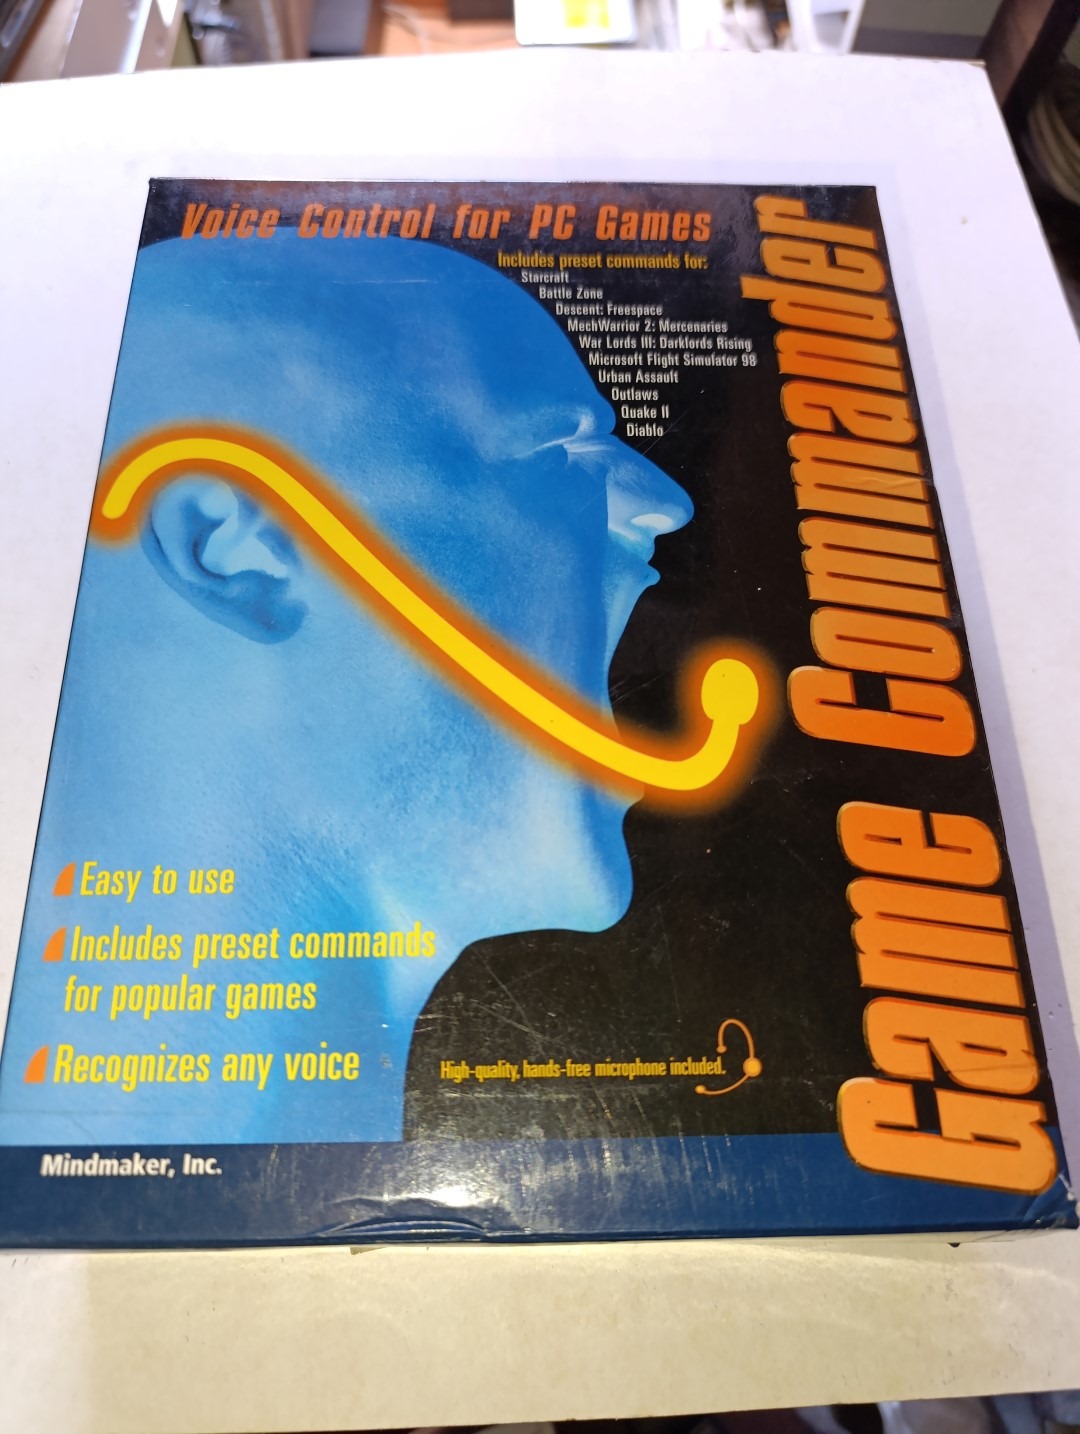 Voice Control for PC Games
Includes preset commands for:
Starcraft
Battle Zone
Descent: Freespace
MechWarrior 2: Mercenaries
War Lords III: Darklords Rising
Microsoft Flight Simulator 98
Urban Assault
Outlaws
Quake II
Diablo
Game Commander
Easy to use
Includes preset commands
for popular games
Recognizes any voice
High-quality, hands-free microphone included.
Mindmaker, Inc.